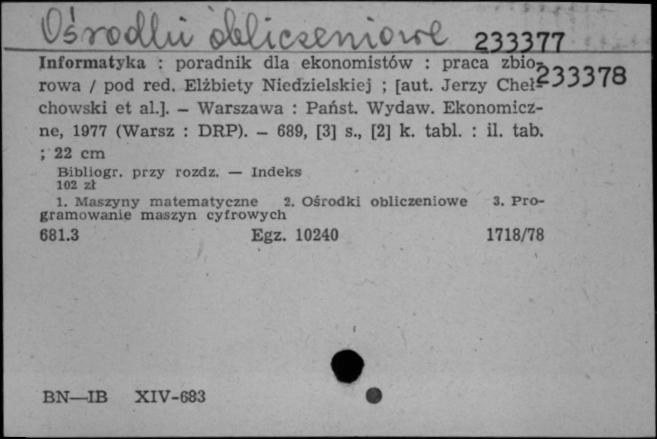 Ośrodki obliczeniowe 233377
Informatyka : poradnik dla ekonomistów : praca zbio-
rowa / pod red. Elżbiety Niedzielskiej ; [aut. Jerzy Cheł- 233378
chowski et al.]. — Warszawa : Państ. Wydaw. Ekonomicz-
ne, 1977 (Warsz : DRP). — 689, [3] s., [2] k. tabl. : il. tab.
; 22 cm
Bibliogr. przy rozdz. — Indeks
102 zł
1. Maszyny matematyczne 2. Ośrodki obliczeniowe 3. Pro-
gramowanie maszyn cyfrowych
681.3 Egz. 10240 1718/78
BN—IB XIV-683